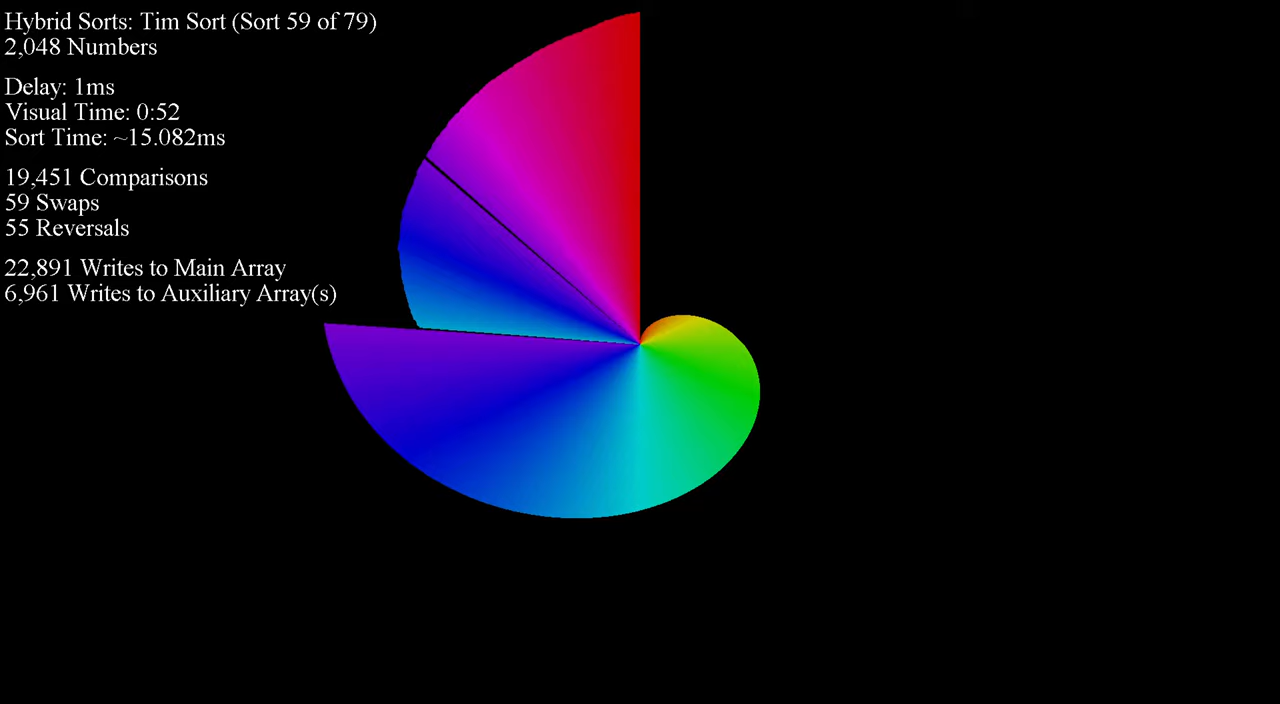 Hybrid Sorts: Tim Sort (Sort 59 of 79)
2,048 Numbers
Delay: 1ms
Visual Time: 0:52
Sort Time: ~15.082ms
19,451 Comparisons
59 Swaps
55 Reversals
22,891 Writes to Main Array
6,961 Writes to Auxiliary Array(s)